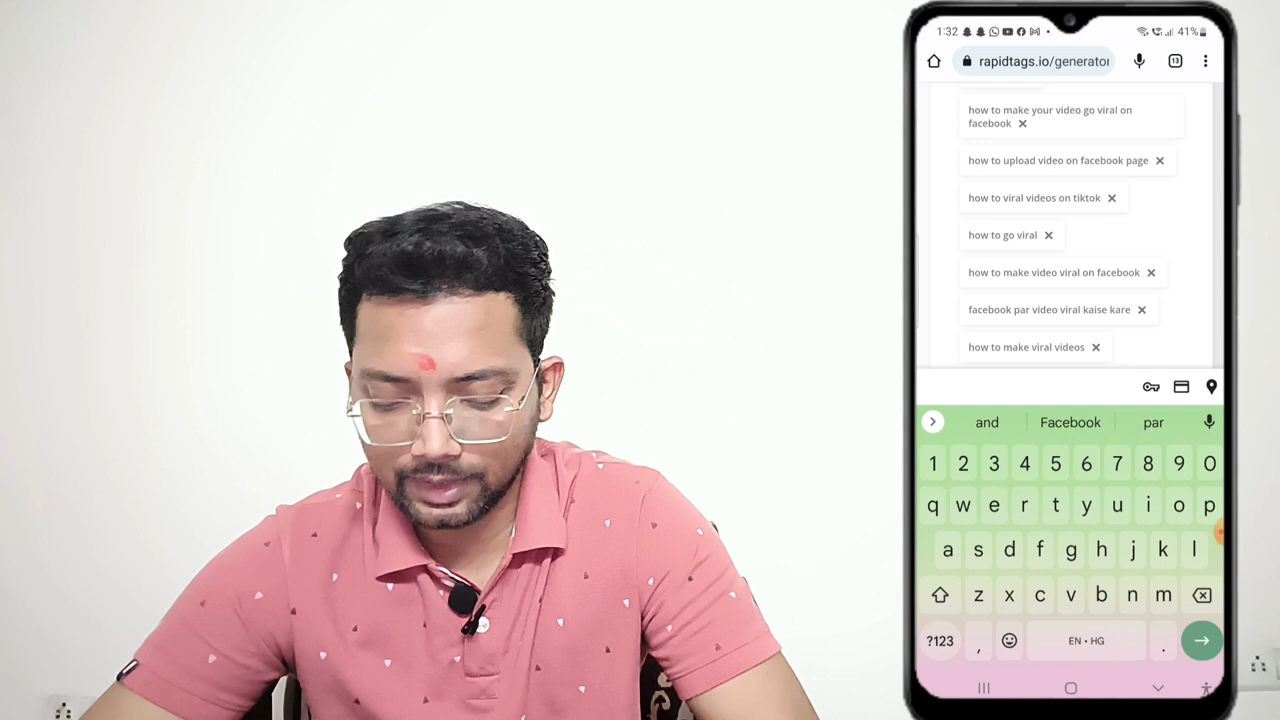 1:32
41%
rapidtags.io/generator
13
how to make your video go viral on
facebook
how to upload video on facebook page
how to viral videos on tiktok
how to go viral
how to make video viral on facebook
facebook par video viral kaise kare
how to make viral videos
and Facebook par
1 2 3 4 5 6 7 8 9 0
q w e r t y u i o p
a s d f g h j k l
z x c v b n m
?123 , EN • HG .